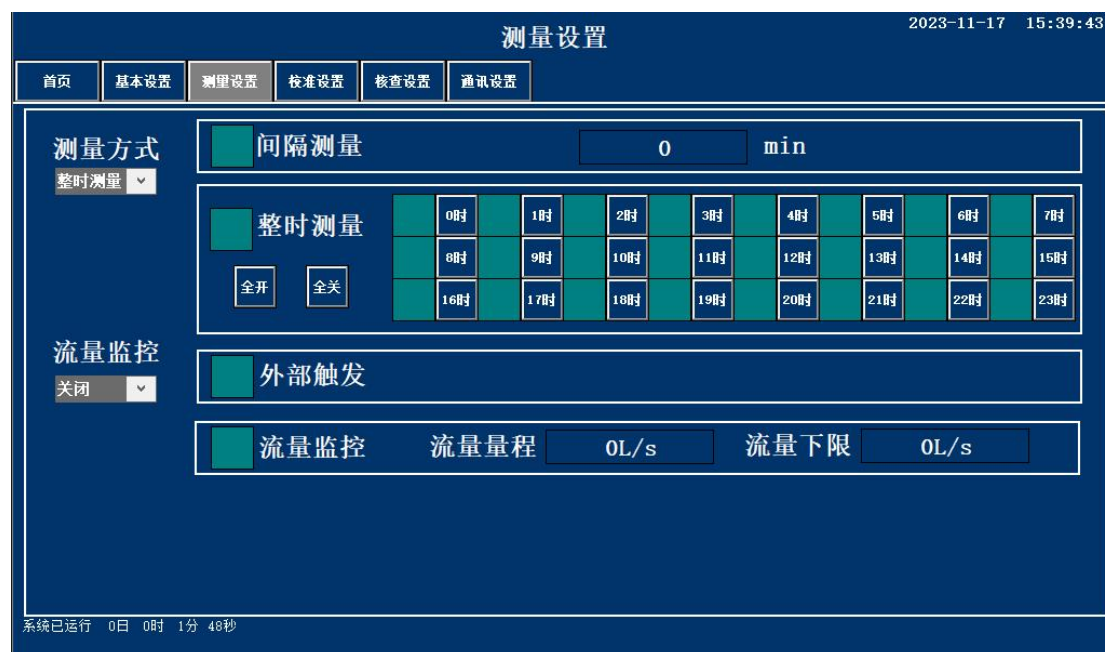 测量设置 2023-11-17 15:39:43
首页 基本设置 测量设置 校准设置 核查设置 通讯设置
测量方式
整时测量
间隔测量 0 min
整时测量
全开 全关
0时 1时 2时 3时 4时 5时 6时 7时
8时 9时 10时 11时 12时 13时 14时 15时
16时 17时 18时 19时 20时 21时 22时 23时
流量监控
关闭
外部触发
流量监控 流量量程 0L/s 流量下限 0L/s
系统已运行 0日 0时 1分 48秒